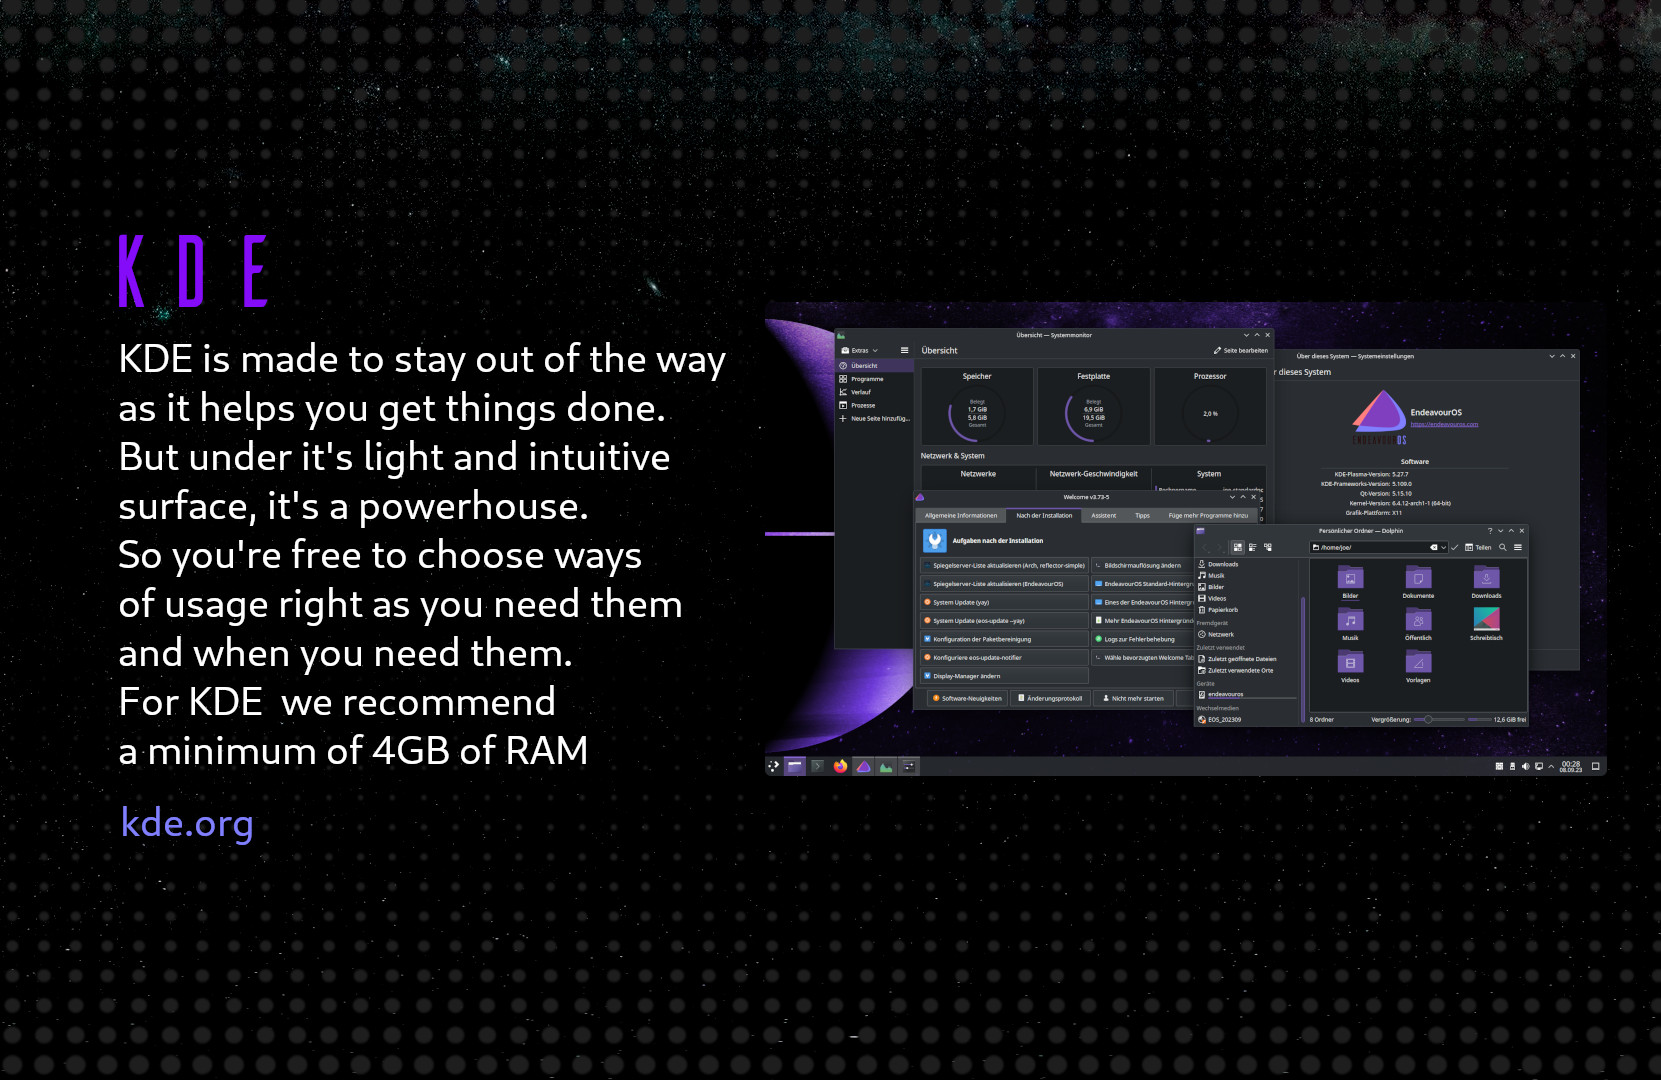 KDE
KDE is made to stay out of the way
as it helps you get things done.
But under it's light and intuitive
surface, it's a powerhouse.
So you're free to choose ways
of usage right as you need them
and when you need them.
For KDE  we recommend
a minimum of 4GB of RAM
kde.org
Übersicht — Systemmonitor
Extras
Übersicht
Seite bearbeiten
Übersicht
Programme
Verlauf
Prozesse
Neue Seite hinzufüg...
Speicher
Belegt
1,7 GiB
5,8 GiB
Gesamt
Festplatte
Belegt
6,9 GiB
19,5 GiB
Gesamt
Prozessor
2,0 %
Netzwerk & System
Netzwerke
Netzwerk-Geschwindigkeit
System
Über dieses System — Systemeinstellungen
r dieses System
EndeavourOS
https://endeavouros.com
ENDEAVOUROS
Software
KDE-Plasma-Version: 5.27.7
KDE-Frameworks-Version: 5.109.0
Qt-Version: 5.15.10
Kernel-Version: 6.4.12-arch1-1 (64-bit)
Grafik-Plattform: X11
Welcome v3.73-5
Allgemeine Informationen
Nach der Installation
Assistent
Tipps
Füge mehr Programme hinzu
Aufgaben nach der Installation
Spiegelserver-Liste aktualisieren (Arch, reflector-simple)
Bildschirmauflösung ändern
Spiegelserver-Liste aktualisieren (EndeavourOS)
EndeavourOS Standard-Hintergr
System Update (yay)
Eines der EndeavourOS Hintergr
System Update (eos-update --yay)
Mehr EndeavourOS Hintergründ
Konfiguration der Paketbereinigung
Logs zur Fehlerbehebung
Konfiguriere eos-update-notifier
Wähle bevorzugten Welcome Tab
Display-Manager ändern
Software-Neuigkeiten
Änderungsprotokoll
Nicht mehr starten
Persönlicher Ordner — Dolphin
/home/joe/
Teilen
Downloads
Musik
Bilder
Videos
Papierkorb
Fremdgerät
Netzwerk
Zuletzt verwendet
Zuletzt geöffnete Dateien
Zuletzt verwendete Orte
Geräte
endeavouros
Wechselmedien
EOS_202309
Bilder
Dokumente
Downloads
Musik
Öffentlich
Schreibtisch
Videos
Vorlagen
8 Ordner
Vergrößerung:
12,6 GiB frei
00:28
08.09.23